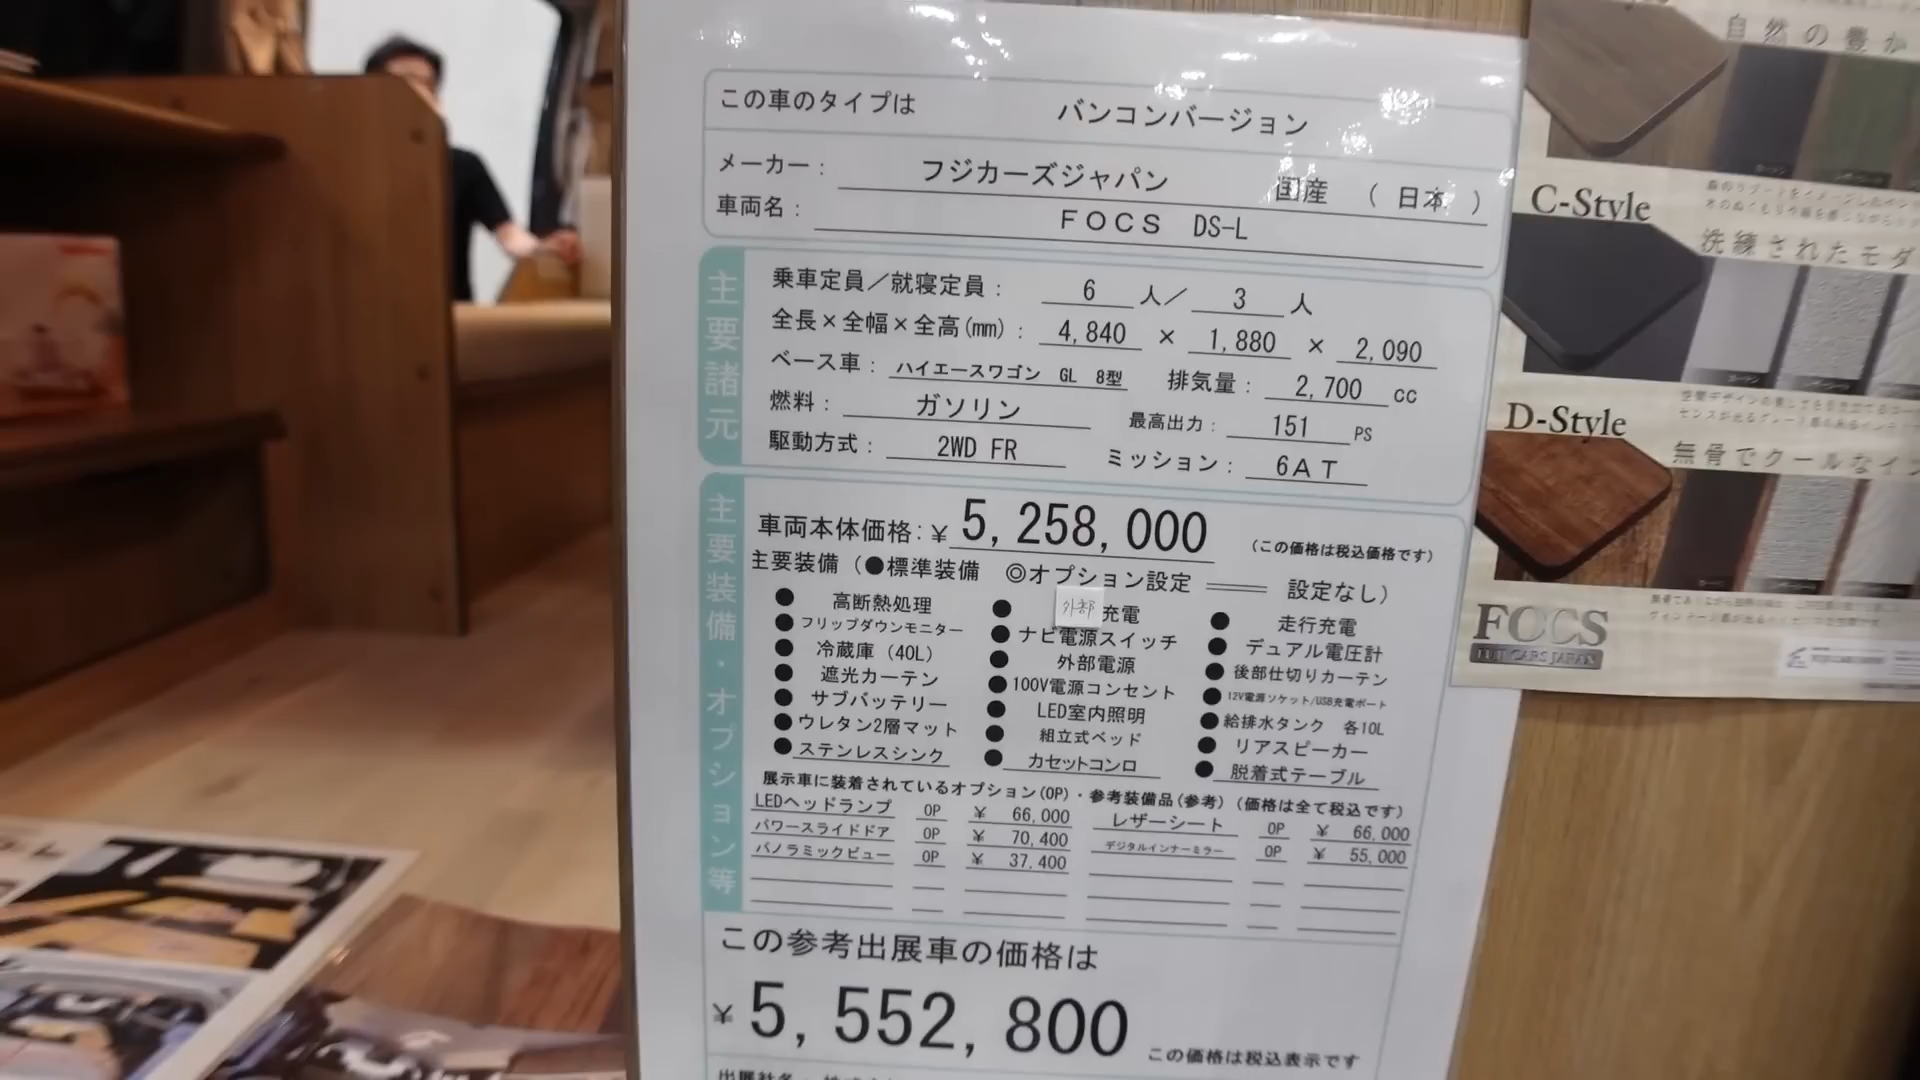 この車のタイプは バンコンバージョン
メーカー： フジカーズジャパン 国産 （ 日本 ）
車両名： FOCS DS-L
主要諸元
乗車定員／就寝定員： 6 人／ 3 人
全長×全幅×全高(mm)： 4,840 × 1,880 × 2,090
ベース車： ハイエースワゴン GL 8型 排気量： 2,700 cc
燃料： ガソリン 最高出力： 151 PS
駆動方式： 2WD FR ミッション： 6AT
主要装備・オプション等
車両本体価格：￥ 5,258,000 （この価格は税込価格です）
主要装備（●標準装備 ◎オプション設定 ═══ 設定なし）
● 高断熱処理 ● 外部充電 ● 走行充電
● フリップダウンモニター ● ナビ電源スイッチ ● デュアル電圧計
● 冷蔵庫（40L） ● 外部電源 ● 後部仕切りカーテン
● 遮光カーテン ● 100V電源コンセント ● 12V電源ソケット/USB充電ポート
● サブバッテリー ● LED室内照明 ● 給排水タンク 各10L
● ウレタン2層マット ● 組立式ベッド ● リアスピーカー
● ステンレスシンク ● カセットコンロ ● 脱着式テーブル
展示車に装着されているオプション(OP)・参考装備品(参考)（価格は全て税込です）
LEDヘッドランプ OP ￥ 66,000 レザーシート OP ￥ 66,000
パワースライドドア OP ￥ 70,400 デジタルインナーミラー OP ￥ 55,000
パノラミックビュー OP ￥ 37,400
この参考出展車の価格は
￥ 5,552,800 この価格は税込表示です
自然の豊か
C-Style
洗練されたモダ
D-Style
無骨でクールなイン
FOCS
FUJI CARS JAPAN